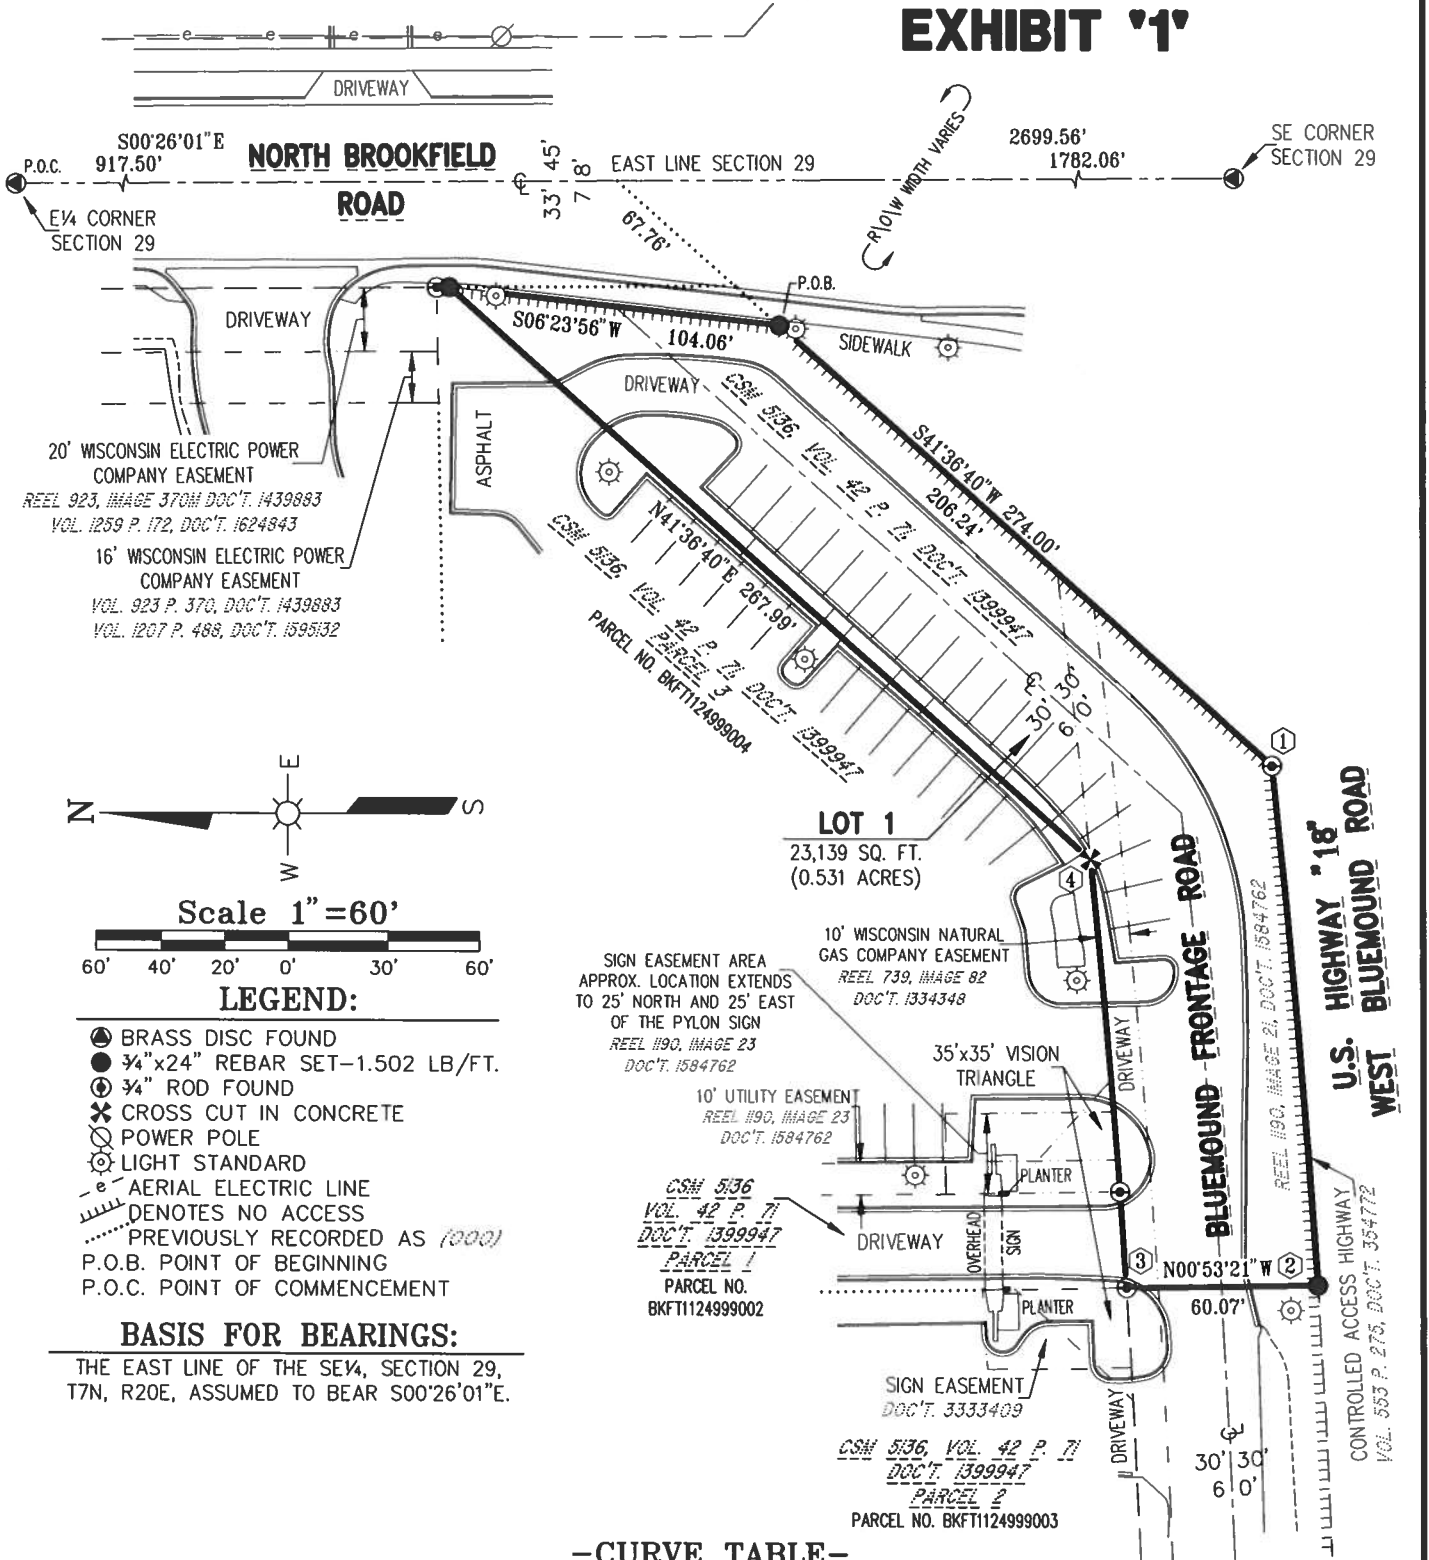 EXHIBIT "1"
e e e e
DRIVEWAY
S00°26'01"E
P.O.C. 917.50'
NORTH BROOKFIELD
ROAD
33' 45'
7 8'
EAST LINE SECTION 29
R\O\W WIDTH VARIES
2699.56'
1782.06'
SE CORNER
SECTION 29
E1/4 CORNER
SECTION 29
67.76'
P.O.B.
DRIVEWAY
S06°23'56"W
104.06'
SIDEWALK
DRIVEWAY
ASPHALT
CSM 5136, VOL 42 P. 71 DOC'T. 1399947
S41°36'40"W 274.00'
206.24'
20' WISCONSIN ELECTRIC POWER
COMPANY EASEMENT
REEL 923, IMAGE 370M DOC'T. 1439883
VOL. 1259 P. 172, DOC'T. 1624843
16' WISCONSIN ELECTRIC POWER
COMPANY EASEMENT
VOL. 923 P. 370, DOC'T. 1439883
VOL. 1207 P. 488, DOC'T. 1595132
N41°36'40"E 267.99'
CSM 5136, VOL. 42 P. 71 DOC'T. 1399947
PARCEL 3
PARCEL NO. BKFT1124999004
30' 30'
6 0'
1
N
E
S
W
LOT 1
23,139 SQ. FT.
(0.531 ACRES)
4
Scale 1"=60'
60' 40' 20' 0' 30' 60'
LEGEND:
BRASS DISC FOUND
3/4"x24" REBAR SET-1.502 LB/FT.
3/4" ROD FOUND
CROSS CUT IN CONCRETE
POWER POLE
LIGHT STANDARD
e AERIAL ELECTRIC LINE
DENOTES NO ACCESS
PREVIOUSLY RECORDED AS (000)
P.O.B. POINT OF BEGINNING
P.O.C. POINT OF COMMENCEMENT
BASIS FOR BEARINGS:
THE EAST LINE OF THE SE1/4, SECTION 29,
T7N, R20E, ASSUMED TO BEAR S00°26'01"E.
10' WISCONSIN NATURAL
GAS COMPANY EASEMENT
REEL 739, IMAGE 82
DOC'T. 1334348
SIGN EASEMENT AREA
APPROX. LOCATION EXTENDS
TO 25' NORTH AND 25' EAST
OF THE PYLON SIGN
REEL 1190, IMAGE 23
DOC'T. 1584762
35'x35' VISION
TRIANGLE
DRIVEWAY
10' UTILITY EASEMENT
REEL 1190, IMAGE 23
DOC'T. 1584762
BLUEMOUND FRONTAGE ROAD
REEL 1190, IMAGE 21, DOC'T. 1584762
U.S. HIGHWAY "18"
WEST BLUEMOUND ROAD
CSM 5136
VOL. 42 P. 71
DOC'T. 1399947
PARCEL 1
PARCEL NO.
BKFT1124999002
PLANTER
DRIVEWAY
OVERHEAD
SIGN
PLANTER
3
N00°53'21"W
2
60.07'
CONTROLLED ACCESS HIGHWAY
VOL. 553 P. 275, DOC'T. 354772
SIGN EASEMENT
DOC'T. 3333409
DRIVEWAY
30' 30'
6 0'
CSM 5136, VOL. 42 P. 71
DOC'T. 1399947
PARCEL 2
PARCEL NO. BKFT1124999003
-CURVE TABLE-